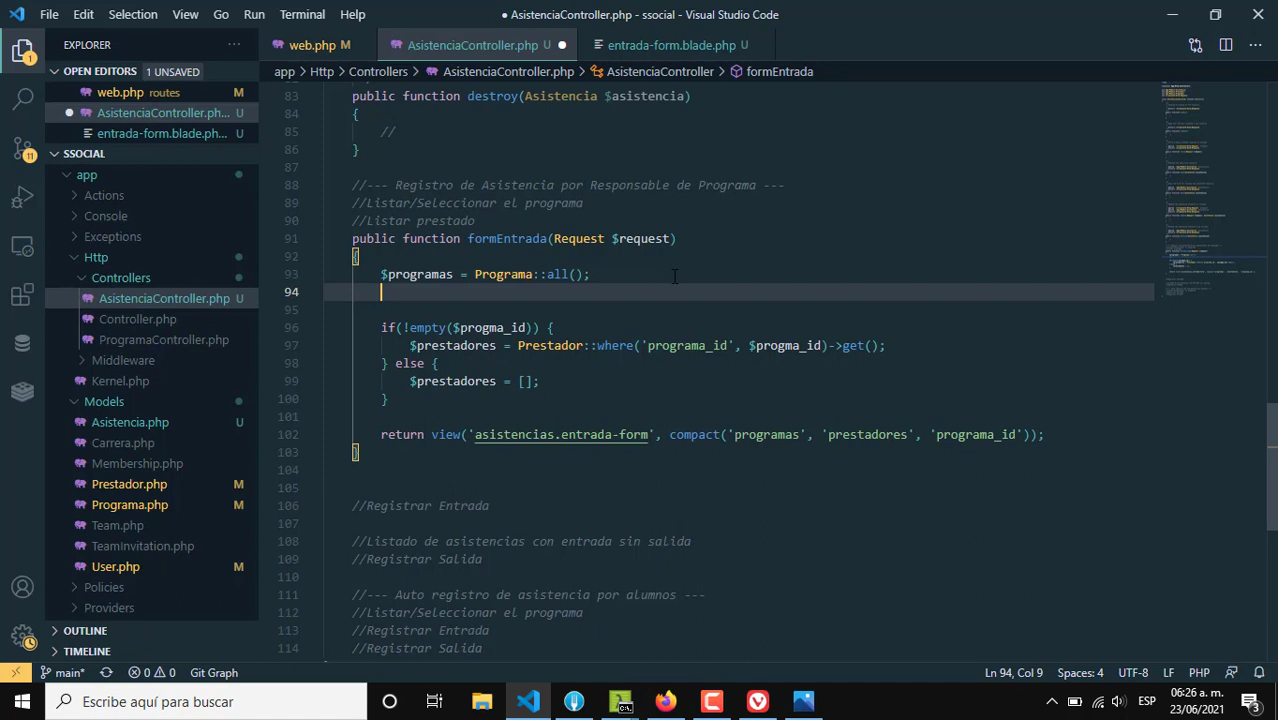 File Edit Selection View Go Run Terminal Help
● AsistenciaController.php - ssocial - Visual Studio Code
EXPLORER
web.php M
AsistenciaController.php U
entrada-form.blade.php U
OPEN EDITORS 1 UNSAVED
app > Http > Controllers > AsistenciaController.php > AsistenciaController > formEntrada
web.php routes M
AsistenciaController.ph... U
entrada-form.blade.ph... U
SSOCIAL
app
Actions
Console
Exceptions
Http
Controllers
AsistenciaController.php U
Controller.php
ProgramaController.php
Middleware
Kernel.php
Models
Asistencia.php U
Carrera.php
Membership.php
Prestador.php M
Programa.php M
Team.php
TeamInvitation.php
User.php M
Policies
Providers
OUTLINE
TIMELINE
1
11
83 public function destroy(Asistencia $asistencia)
84 {
85 //
86 }
87
88 //--- Registro de Asistencia por Responsable de Programa ---
89 //Listar/Seleccionar el programa
90 //Listar prestado
91 public function formEntrada(Request $request)
92 {
93 $programas = Programa::all();
94
95
96 if(!empty($progma_id)) {
97 $prestadores = Prestador::where('programa_id', $progma_id)->get();
98 } else {
99 $prestadores = [];
100 }
101
102 return view('asistencias.entrada-form', compact('programas', 'prestadores', 'programa_id'));
103 }
104
105
106 //Registrar Entrada
107
108 //Listado de asistencias con entrada sin salida
109 //Registrar Salida
110
111 //--- Auto registro de asistencia por alumnos ---
112 //Listar/Seleccionar el programa
113 //Registrar Entrada
114 //Registrar Salida
main* 0 0 Git Graph
Ln 94, Col 9 Spaces: 4 UTF-8 LF PHP
Escribe aquí para buscar
ESP
06:26 a. m.
23/06/2021
3